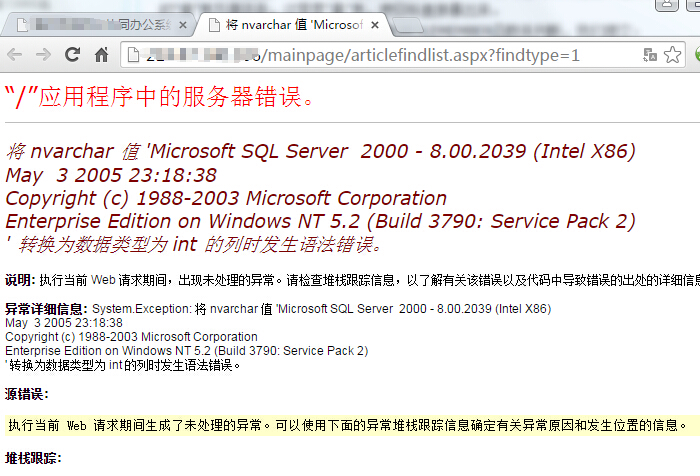 同办公系统
将 nvarchar 值 'Microsof
/mainpage/articlefindlist.aspx?findtype=1
“/”应用程序中的服务器错误。
将 nvarchar 值 'Microsoft SQL Server  2000 - 8.00.2039 (Intel X86)
May  3 2005 23:18:38
Copyright (c) 1988-2003 Microsoft Corporation
Enterprise Edition on Windows NT 5.2 (Build 3790: Service Pack 2)
' 转换为数据类型为 int 的列时发生语法错误。
说明: 执行当前 Web 请求期间，出现未处理的异常。请检查堆栈跟踪信息，以了解有关该错误以及代码中导致错误的出处的详细信息
异常详细信息: System.Exception: 将 nvarchar 值 'Microsoft SQL Server  2000 - 8.00.2039 (Intel X86)
May  3 2005 23:18:38
Copyright (c) 1988-2003 Microsoft Corporation
Enterprise Edition on Windows NT 5.2 (Build 3790: Service Pack 2)
' 转换为数据类型为 int 的列时发生语法错误。
源错误:
执行当前 Web 请求期间生成了未处理的异常。可以使用下面的异常堆栈跟踪信息确定有关异常原因和发生位置的信息。
堆栈跟踪: